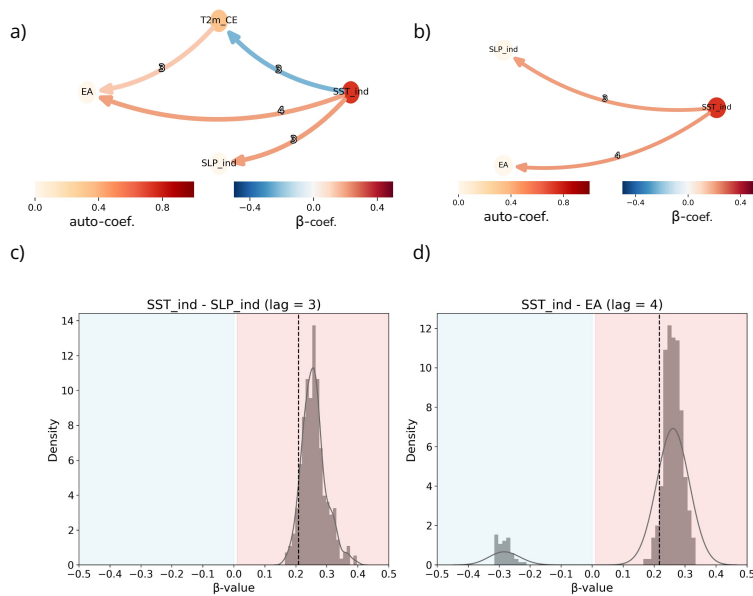 a)
T2m_CE
3
3
EA
SST_ind
4
3
SLP_ind
0.0 0.4 0.8
auto-coef.
−0.4 0.0 0.4
β-coef.
b)
SLP_ind
3
SST_ind
4
EA
0.0 0.4 0.8
auto-coef.
−0.4 0.0 0.4
β-coef.
c)
SST_ind - SLP_ind (lag = 3)
14
12
10
8
6
4
2
0
Density
−0.5 −0.4 −0.3 −0.2 −0.1 0.0 0.1 0.2 0.3 0.4 0.5
β-value
d)
SST_ind - EA (lag = 4)
12
10
8
6
4
2
0
Density
−0.5 −0.4 −0.3 −0.2 −0.1 0.0 0.1 0.2 0.3 0.4 0.5
β-value